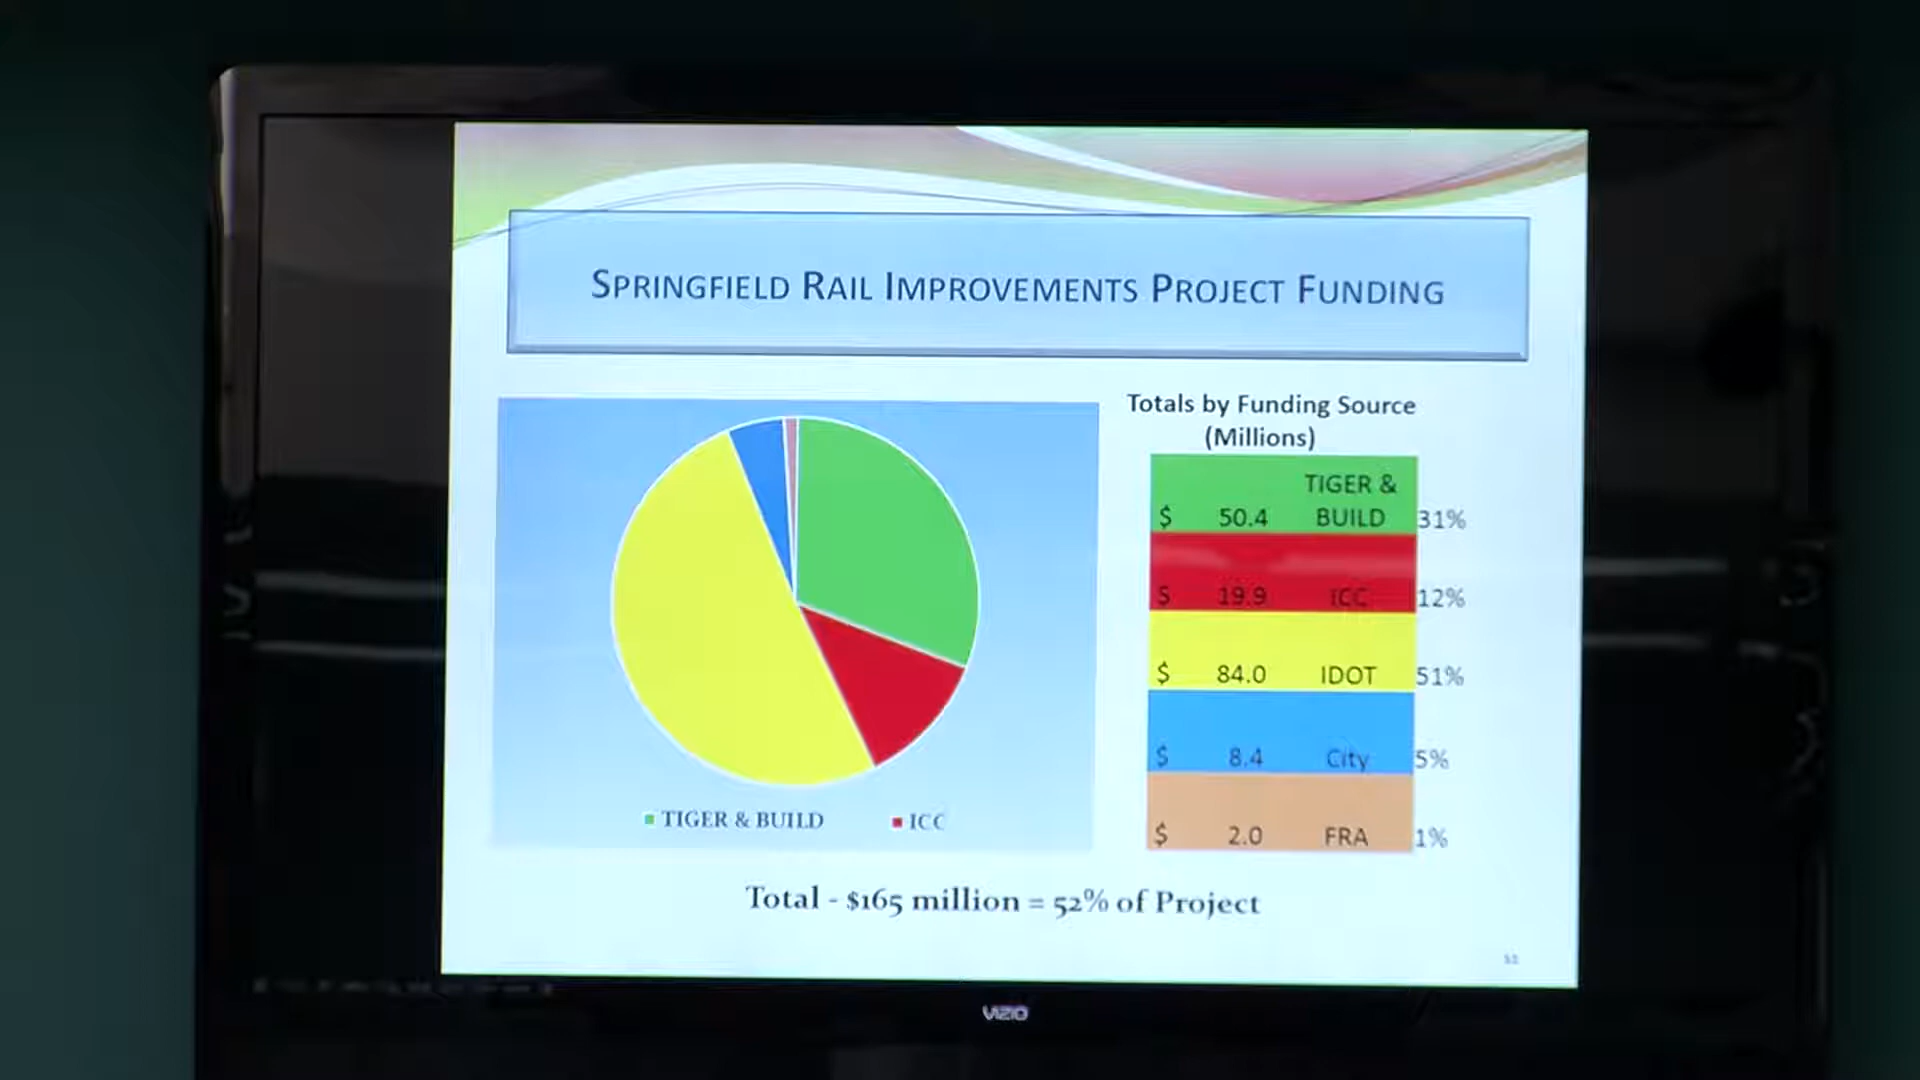 SPRINGFIELD RAIL IMPROVEMENTS PROJECT FUNDING
Totals by Funding Source
(Millions)
TIGER &
$ 50.4 BUILD 31%
$ 19.9 ICC 12%
$ 84.0 IDOT 51%
$ 8.4 City 5%
$ 2.0 FRA 1%
TIGER & BUILD ICC
Total - $165 million = 52% of Project
VIZIO